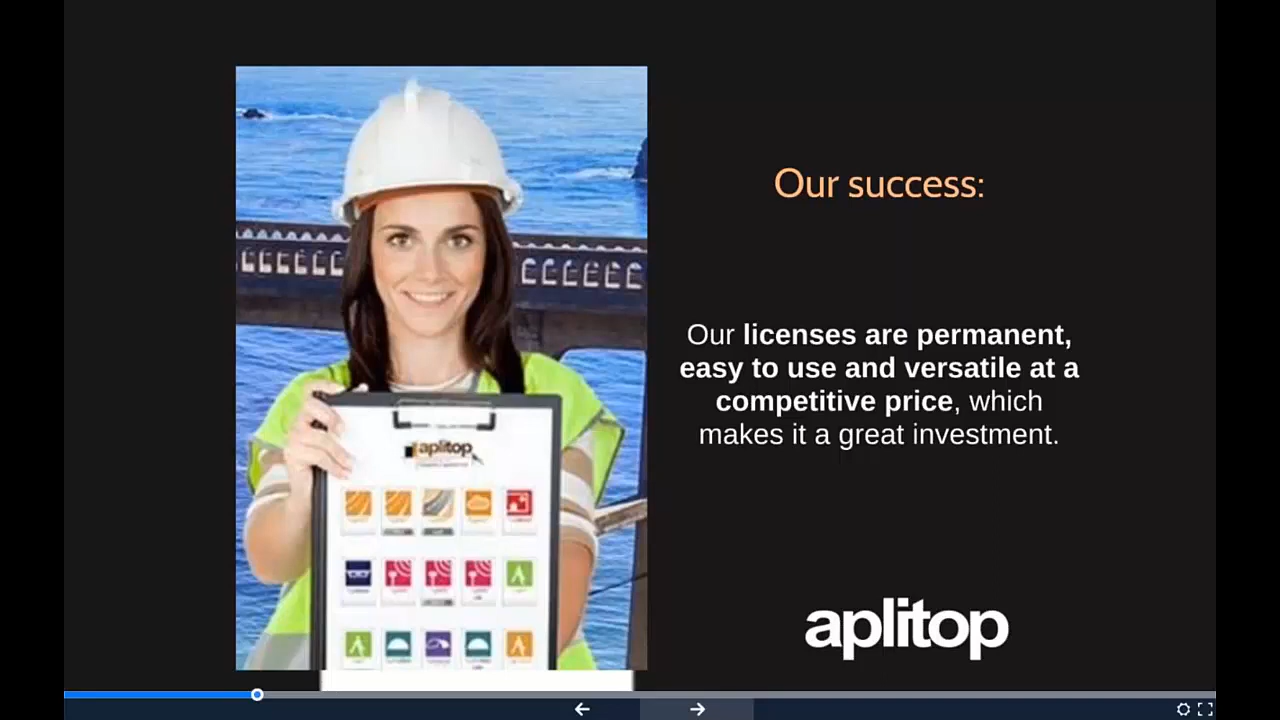 Our success:
Our licenses are permanent,
easy to use and versatile at a
competitive price, which
makes it a great investment.
aplitop
aplitop